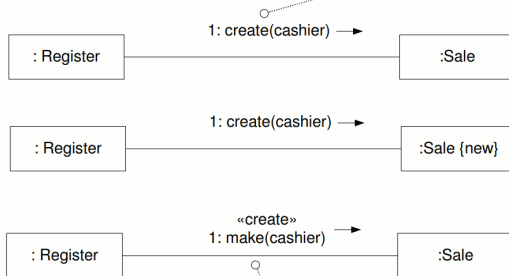 1: create(cashier)
: Register
:Sale
1: create(cashier)
: Register
:Sale {new}
«create»
1: make(cashier)
: Register
:Sale